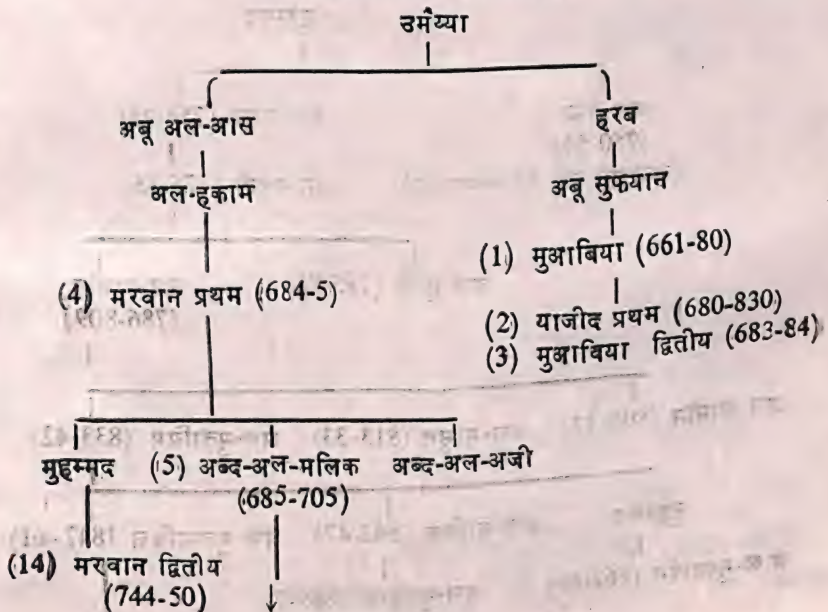 उमैय्या
अबू अल-आस
हरब
अल-हकाम
अबू सुफयान
(1) मुआबिया (661-80)
(4) मरवान प्रथम (684-5)
(2) याजीद प्रथम (680-830)
(3) मुआबिया द्वितीय (683-84)
मुहम्मद (5) अब्द-अल-मलिक अब्द-अल-अजी
(685-705)
(14) मरवान द्वितीय
(744-50)